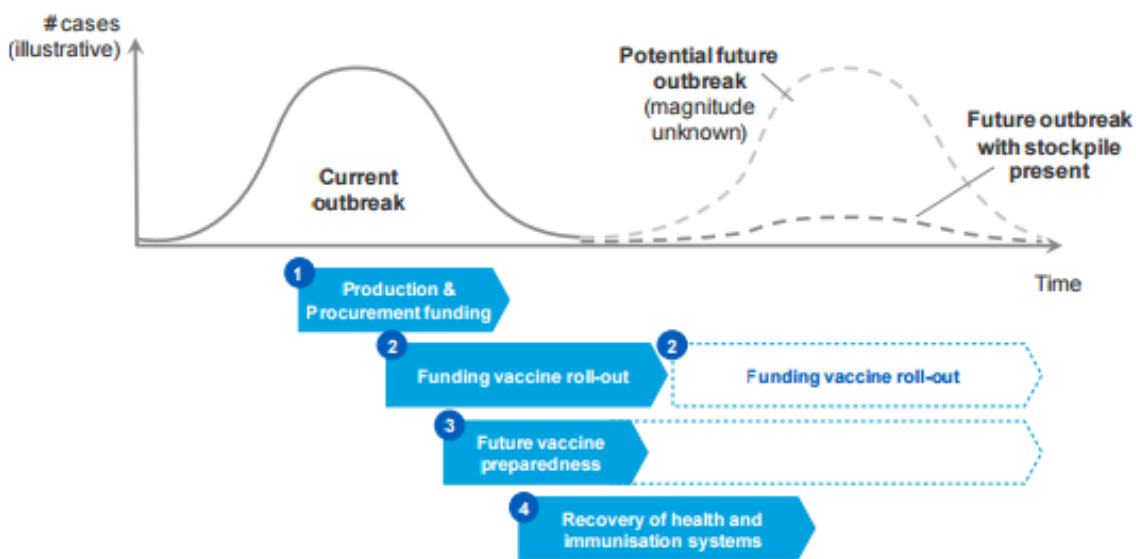 # cases
(illustrative)
Potential future
outbreak
(magnitude
unknown)
Future outbreak
with stockpile
present
Current
outbreak
Time
1
Production &
Procurement funding
2
Funding vaccine roll-out
2
Funding vaccine roll-out
3
Future vaccine
preparedness
4
Recovery of health and
immunisation systems